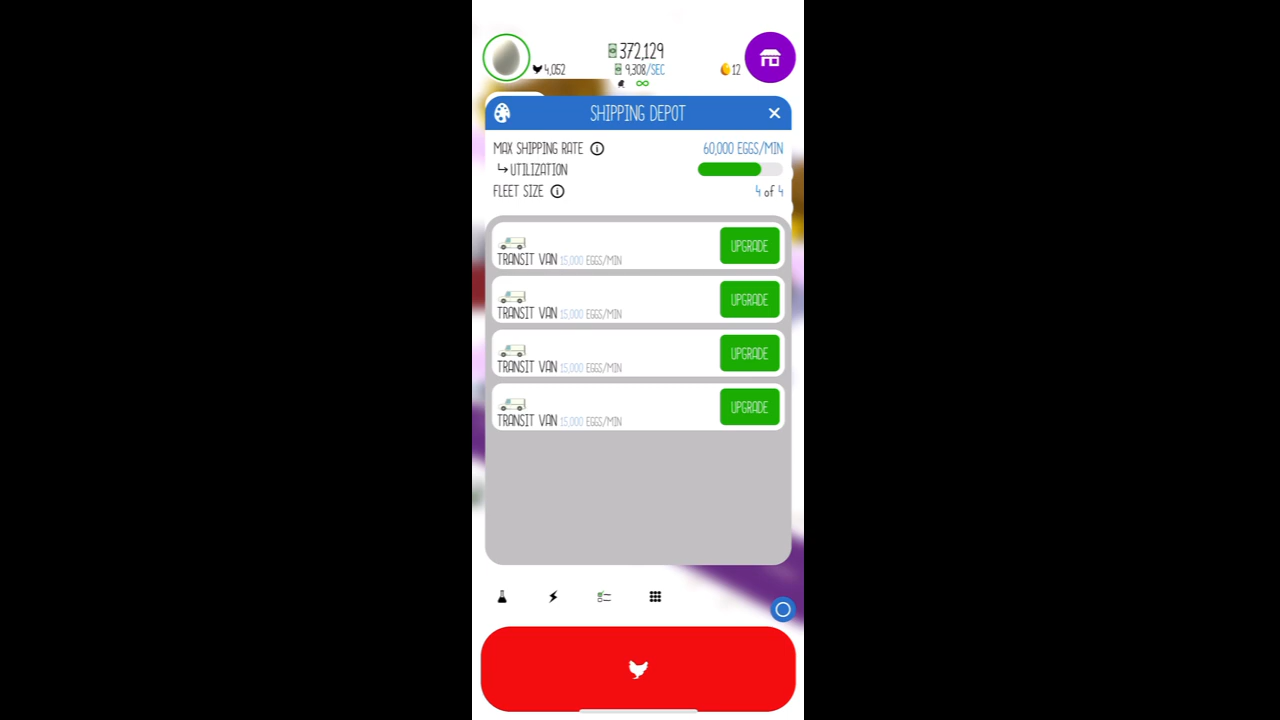 372,129
4,052
9,308/SEC
12
SHIPPING DEPOT
MAX SHIPPING RATE 60,000 EGGS/MIN
UTILIZATION
FLEET SIZE 4 of 4
TRANSIT VAN 15,000 EGGS/MIN
UPGRADE
TRANSIT VAN 15,000 EGGS/MIN
UPGRADE
TRANSIT VAN 15,000 EGGS/MIN
UPGRADE
TRANSIT VAN 15,000 EGGS/MIN
UPGRADE